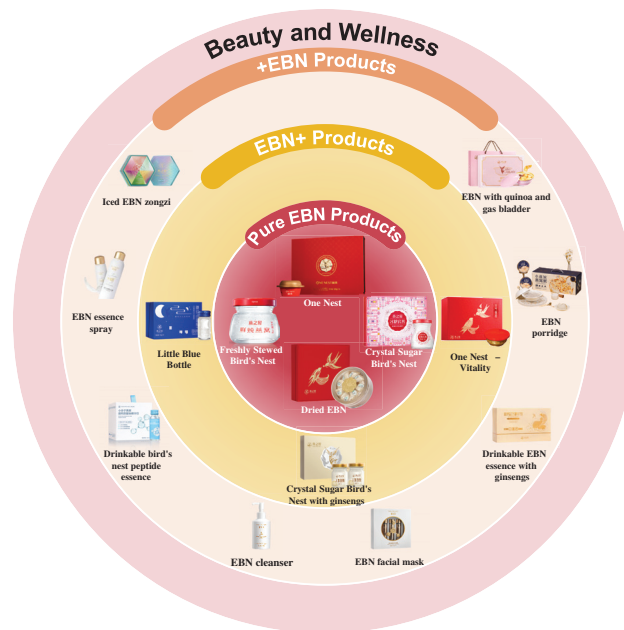 Beauty and Wellness
+EBN Products
EBN+ Products
Pure EBN Products
Iced EBN zongzi
EBN with quinoa and
gas bladder
One Nest
EBN essence
spray
EBN
porridge
Little Blue
Bottle
Freshly Stewed
Bird's Nest
Crystal Sugar
Bird's Nest
One Nest –
Vitality
Dried EBN
Drinkable bird's
nest peptide
essence
Drinkable EBN
essence with
ginsengs
Crystal Sugar Bird's
Nest with ginsengs
EBN cleanser
EBN facial mask